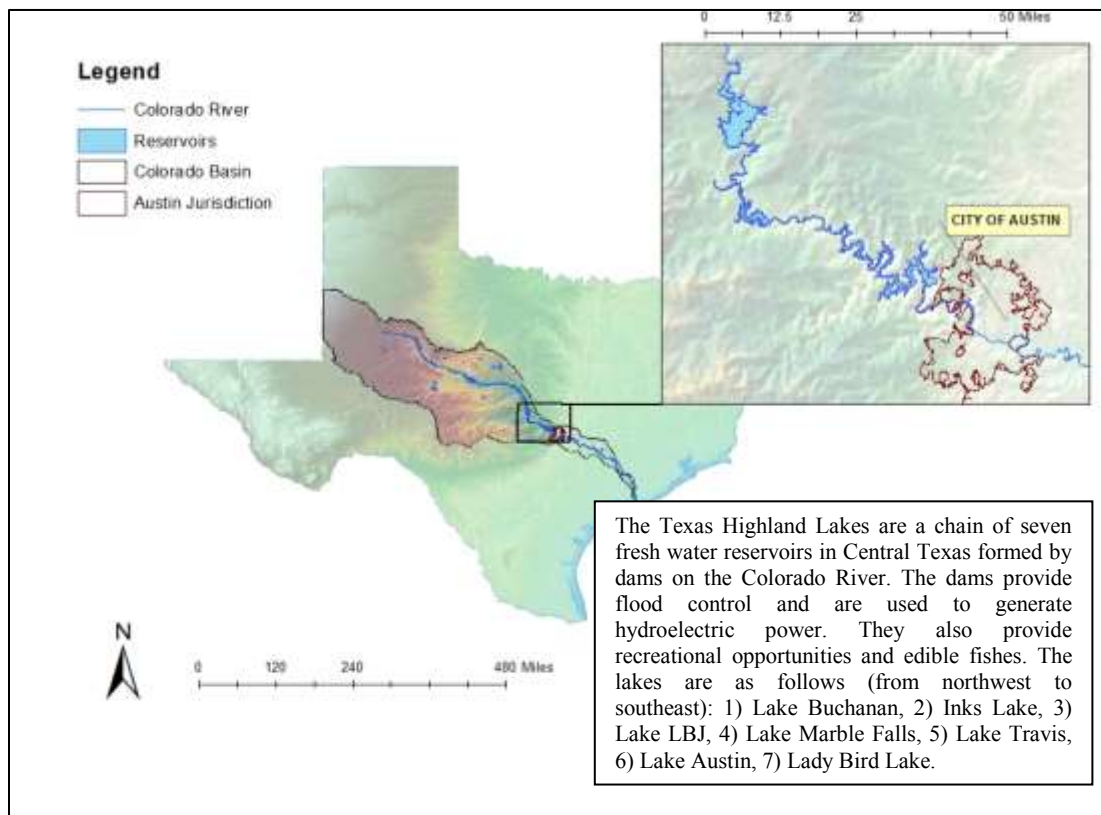 0 12.5 25 50 Miles
Legend
Colorado River
Reservoirs
Colorado Basin
Austin Jurisdiction
CITY OF AUSTIN
The Texas Highland Lakes are a chain of seven
fresh water reservoirs in Central Texas formed by
dams on the Colorado River. The dams provide
flood control and are used to generate
hydroelectric power. They also provide
recreational opportunities and edible fishes. The
lakes are as follows (from northwest to
southeast): 1) Lake Buchanan, 2) Inks Lake, 3)
Lake LBJ, 4) Lake Marble Falls, 5) Lake Travis,
6) Lake Austin, 7) Lady Bird Lake.
N
0 120 240 480 Miles